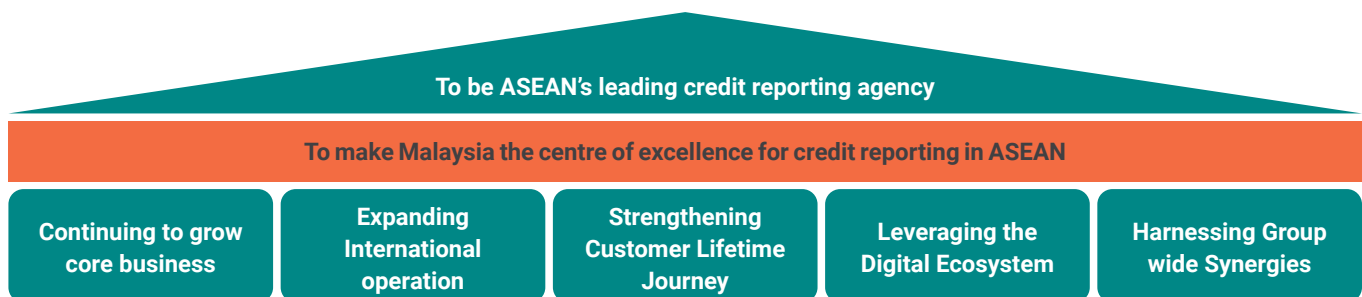 To be ASEAN’s leading credit reporting agency
To make Malaysia the centre of excellence for credit reporting in ASEAN
Continuing to grow
core business
Expanding
International
operation
Strengthening
Customer Lifetime
Journey
Leveraging the
Digital Ecosystem
Harnessing Group
wide Synergies